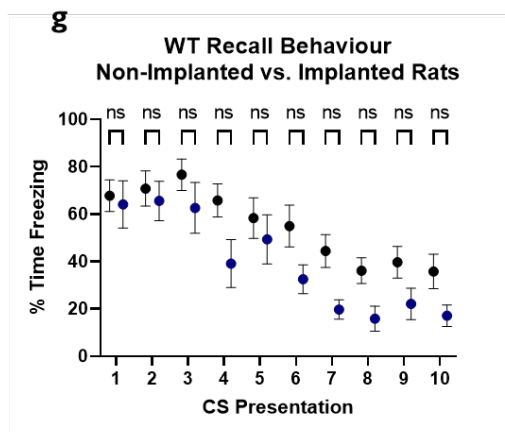 g
WT Recall Behaviour
Non-Implanted vs. Implanted Rats
ns ns ns ns ns ns ns ns ns ns
100
80
60
40
20
0
% Time Freezing
1 2 3 4 5 6 7 8 9 10
CS Presentation